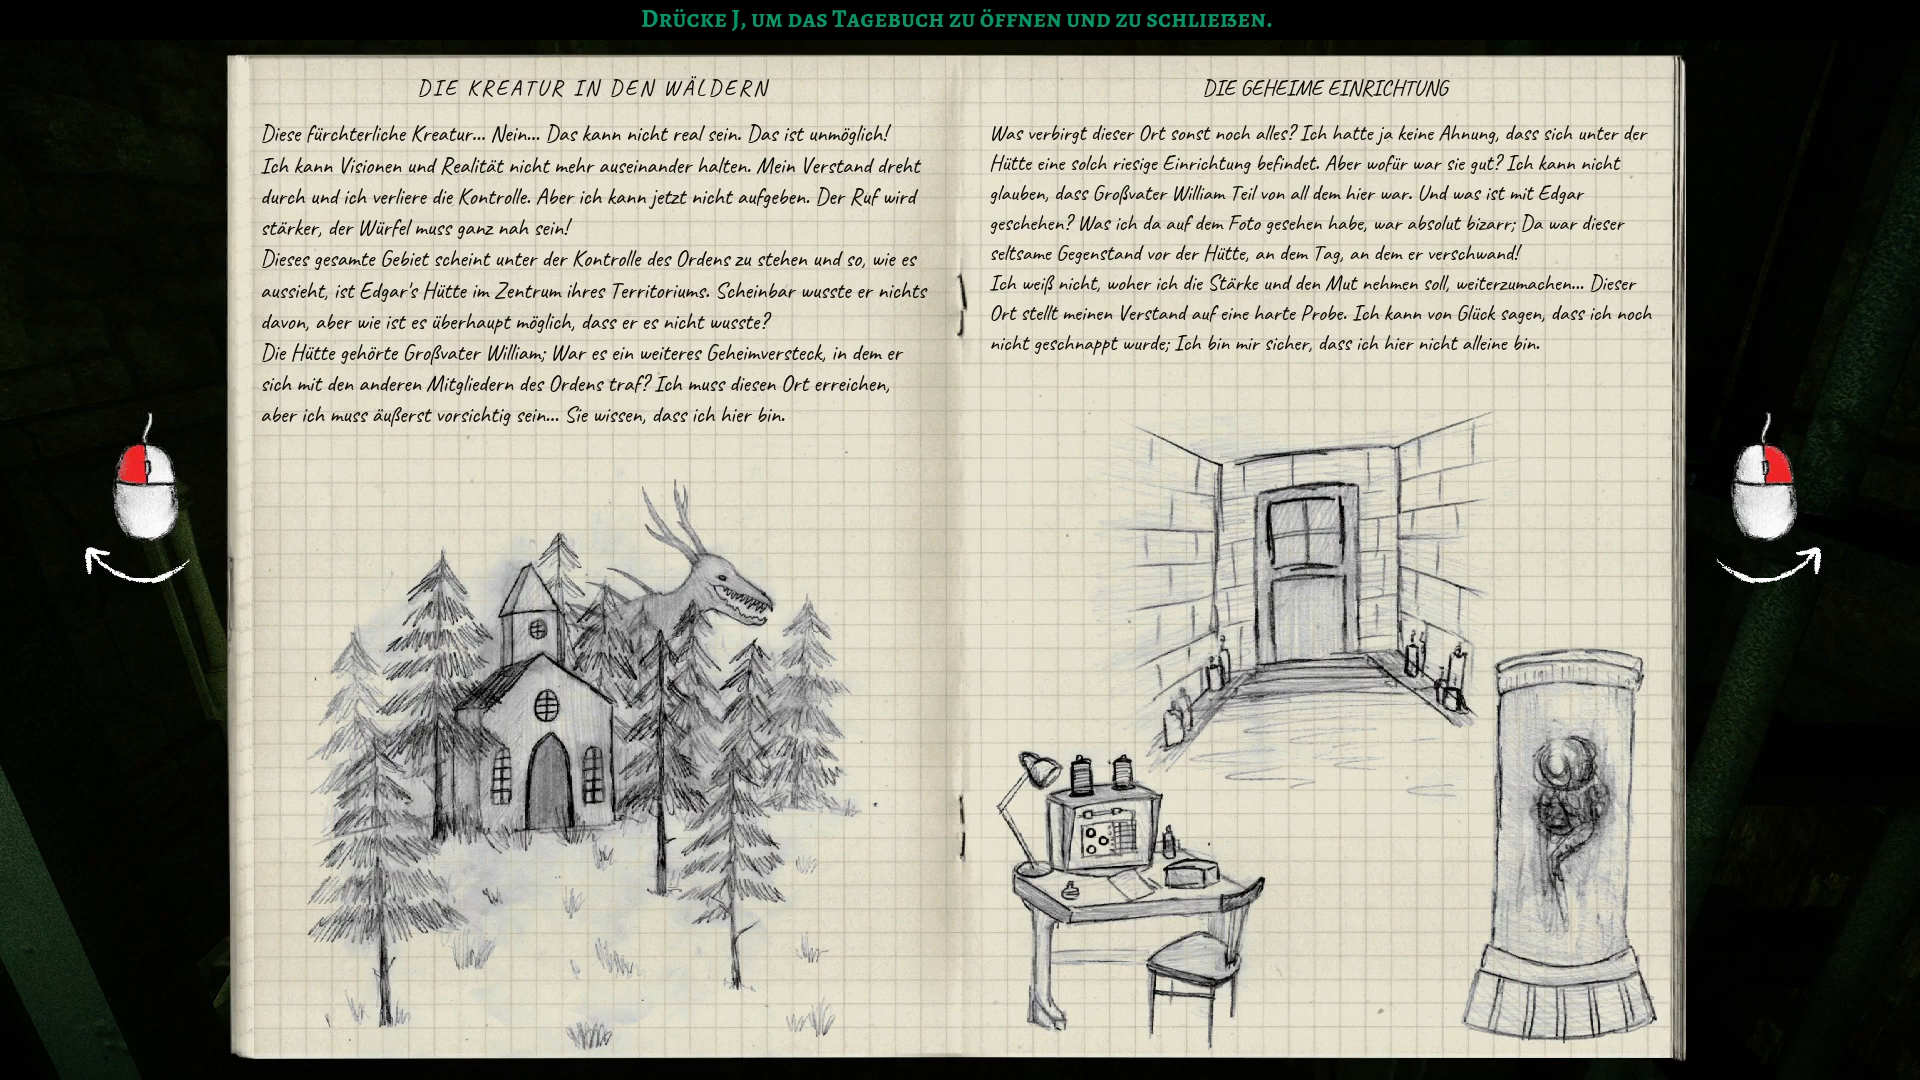 Drücke J, um das Tagebuch zu öffnen und zu schließen.
DIE KREATUR IN DEN WÄLDERN
Diese fürchterliche Kreatur... Nein... Das kann nicht real sein. Das ist unmöglich!
Ich kann Visionen und Realität nicht mehr auseinander halten. Mein Verstand dreht
durch und ich verliere die Kontrolle. Aber ich kann jetzt nicht aufgeben. Der Ruf wird
stärker, der Würfel muss ganz nah sein!
Dieses gesamte Gebiet scheint unter der Kontrolle des Ordens zu stehen und so, wie es
aussieht, ist Edgar's Hütte im Zentrum ihres Territoriums. Scheinbar wusste er nichts
davon, aber wie ist es überhaupt möglich, dass er es nicht wusste?
Die Hütte gehörte Großvater William; War es ein weiteres Geheimversteck, in dem er
sich mit den anderen Mitgliedern des Ordens traf? Ich muss diesen Ort erreichen,
aber ich muss äußerst vorsichtig sein... Sie wissen, dass ich hier bin.
DIE GEHEIME EINRICHTUNG
Was verbirgt dieser Ort sonst noch alles? Ich hatte ja keine Ahnung, dass sich unter der
Hütte eine solch riesige Einrichtung befindet. Aber wofür war sie gut? Ich kann nicht
glauben, dass Großvater William Teil von all dem hier war. Und was ist mit Edgar
geschehen? Was ich da auf dem Foto gesehen habe, war absolut bizarr; Da war dieser
seltsame Gegenstand vor der Hütte, an dem Tag, an dem er verschwand!
Ich weiß nicht, woher ich die Stärke und den Mut nehmen soll, weiterzumachen... Dieser
Ort stellt meinen Verstand auf eine harte Probe. Ich kann von Glück sagen, dass ich noch
nicht geschnappt wurde; Ich bin mir sicher, dass ich hier nicht alleine bin.